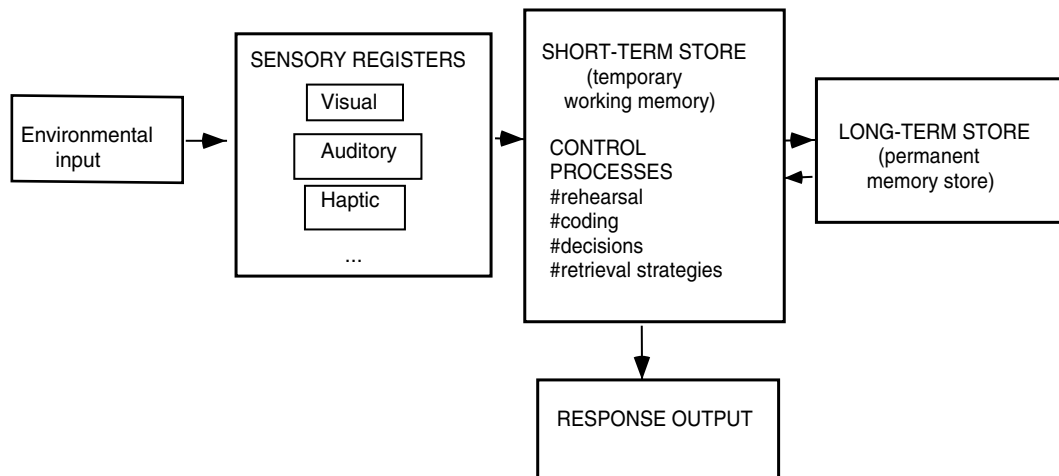 Environmental
input
SENSORY REGISTERS
Visual
Auditory
Haptic
...
SHORT-TERM STORE
(temporary
working memory)
CONTROL
PROCESSES
#rehearsal
#coding
#decisions
#retrieval strategies
LONG-TERM STORE
(permanent
memory store)
RESPONSE OUTPUT